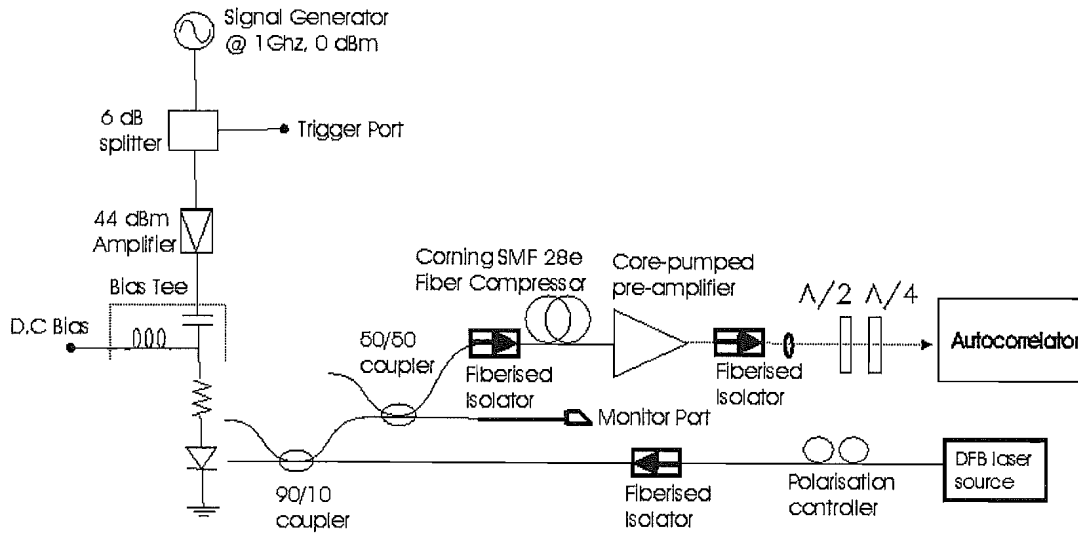 Signal Generator
@ 1Ghz, 0 dBm
6 dB
splitter
Trigger Port
44 dBm
Amplifier
Bias Tee
D.C Bias
Corning SMF 28e
Fiber Compressor
Core-pumped
pre-amplifier
Λ/2 Λ/4
Autocorrelator
50/50
coupler
Fiberised
Isolator
Fiberised
Isolator
Monitor Port
90/10
coupler
Fiberised
Isolator
Polarisation
controller
DFB laser
source